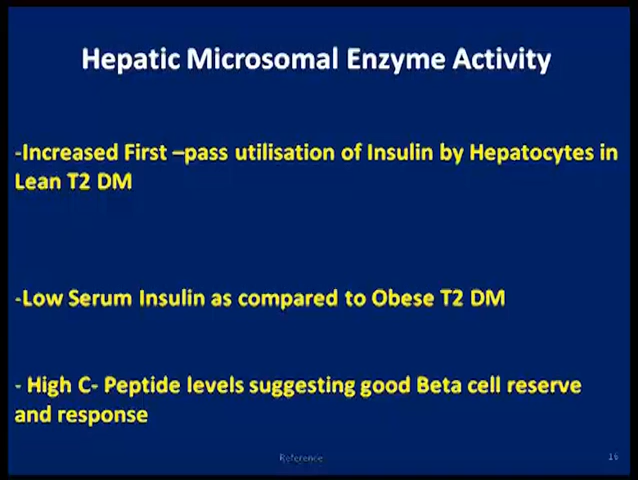 Hepatic Microsomal Enzyme Activity
-Increased First –pass utilisation of Insulin by Hepatocytes in
Lean T2 DM
-Low Serum Insulin as compared to Obese T2 DM
- High C- Peptide levels suggesting good Beta cell reserve
and response
Reference
16